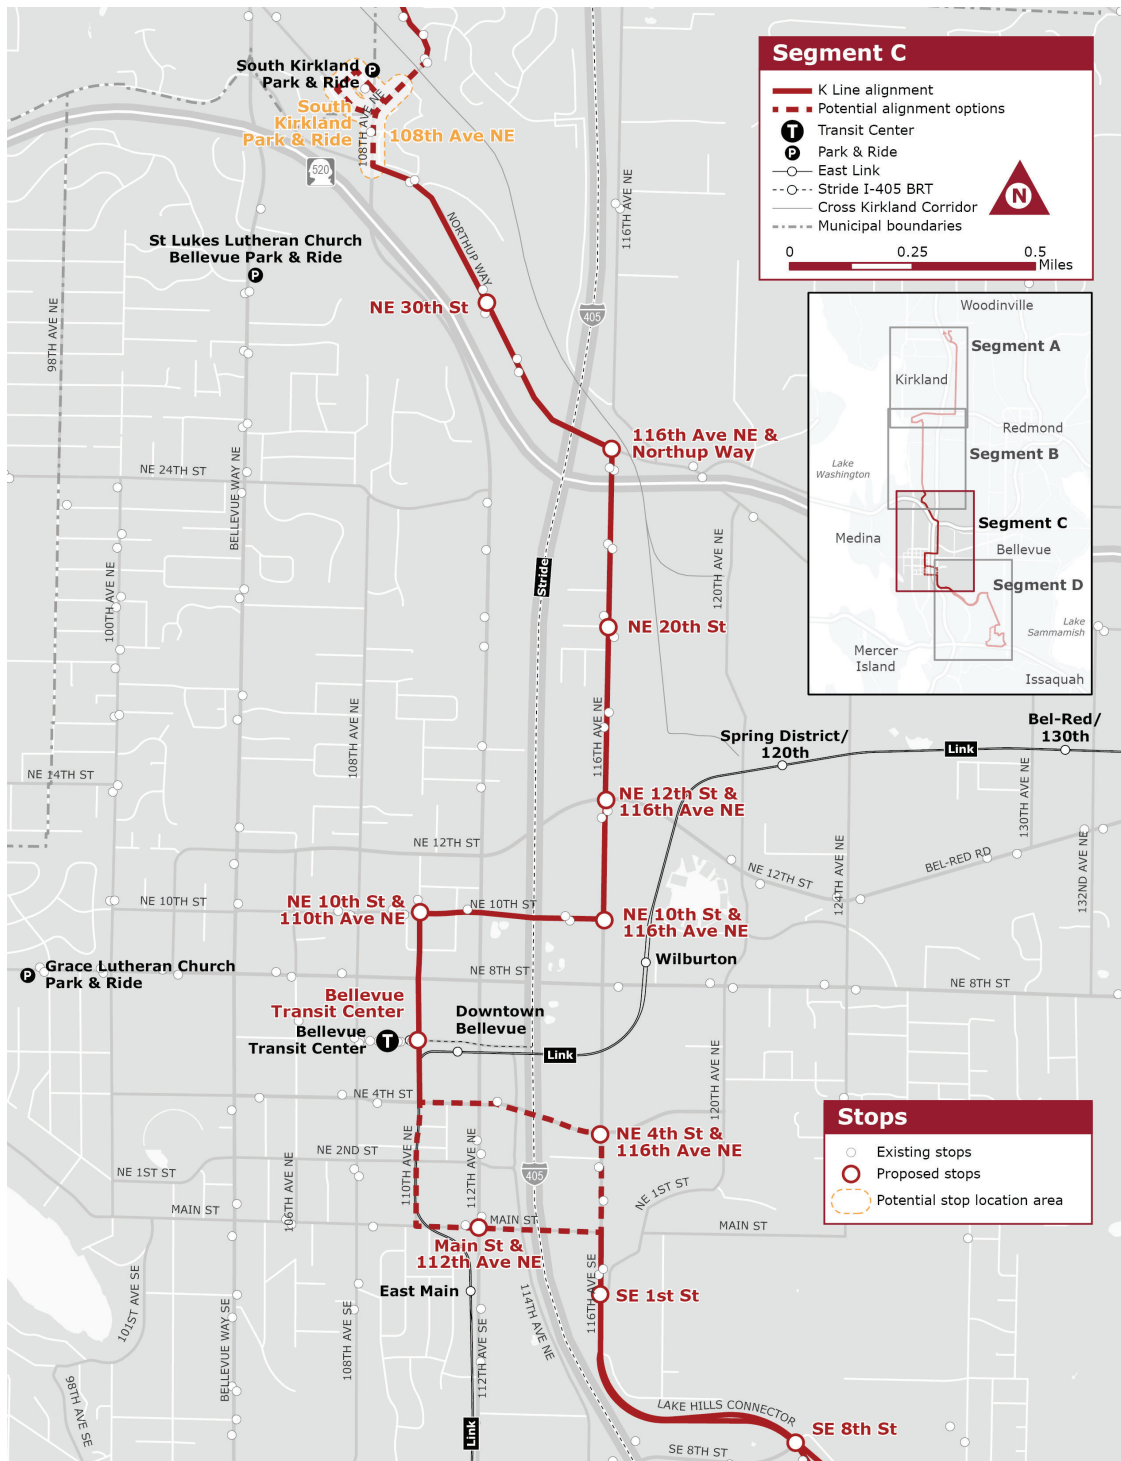 Segment C
K Line alignment
Potential alignment options
T
Transit Center
P
Park & Ride
East Link
Stride I-405 BRT
Cross Kirkland Corridor
Municipal boundaries
N
0
0.25
0.5
Miles
Woodinville
Segment A
Kirkland
Redmond
Segment B
Lake
Washington
Segment C
Medina
Bellevue
Segment D
Lake
Sammamish
Mercer
Island
Issaquah
South Kirkland
Park & Ride
P
South
Kirkland
Park & Ride
108TH AVE NE
108th Ave NE
520
116TH AVE NE
NORTHUP WAY
St Lukes Lutheran Church
Bellevue Park & Ride
P
NE 30th St
405
98TH AVE NE
116th Ave NE &
Northup Way
NE 24TH ST
BELLEVUE WAY NE
Stride
120TH AVE NE
100TH AVE NE
NE 20th St
108TH AVE NE
116TH AVE NE
Spring District/
120th
Link
Bel-Red/
130th
NE 14TH ST
NE 12th St &
116th Ave NE
130TH AVE NE
NE 12TH ST
NE 12TH ST
BEL-RED RD
124TH AVE NE
132ND AVE NE
NE 10TH ST
NE 10th St &
110th Ave NE
NE 10TH ST
NE 10th St &
116th Ave NE
Wilburton
P
Grace Lutheran Church
Park & Ride
NE 8TH ST
NE 8TH ST
Bellevue
Transit Center
Bellevue
Transit Center
T
Downtown
Bellevue
Link
120TH AVE NE
NE 4TH ST
NE 4th St &
116th Ave NE
110TH AVE NE
112TH AVE NE
NE 2ND ST
NE 1ST ST
106TH AVE NE
405
NE 1ST ST
MAIN ST
MAIN ST
MAIN ST
Main St &
112th Ave NE
Stops
Existing stops
Proposed stops
Potential stop location area
East Main
116TH AVE SE
SE 1st St
101ST AVE SE
BELLEVUE WAY SE
108TH AVE SE
112TH AVE SE
114TH AVE NE
98TH AVE SE
LAKE HILLS CONNECTOR
Link
SE 8th St
SE 8TH ST